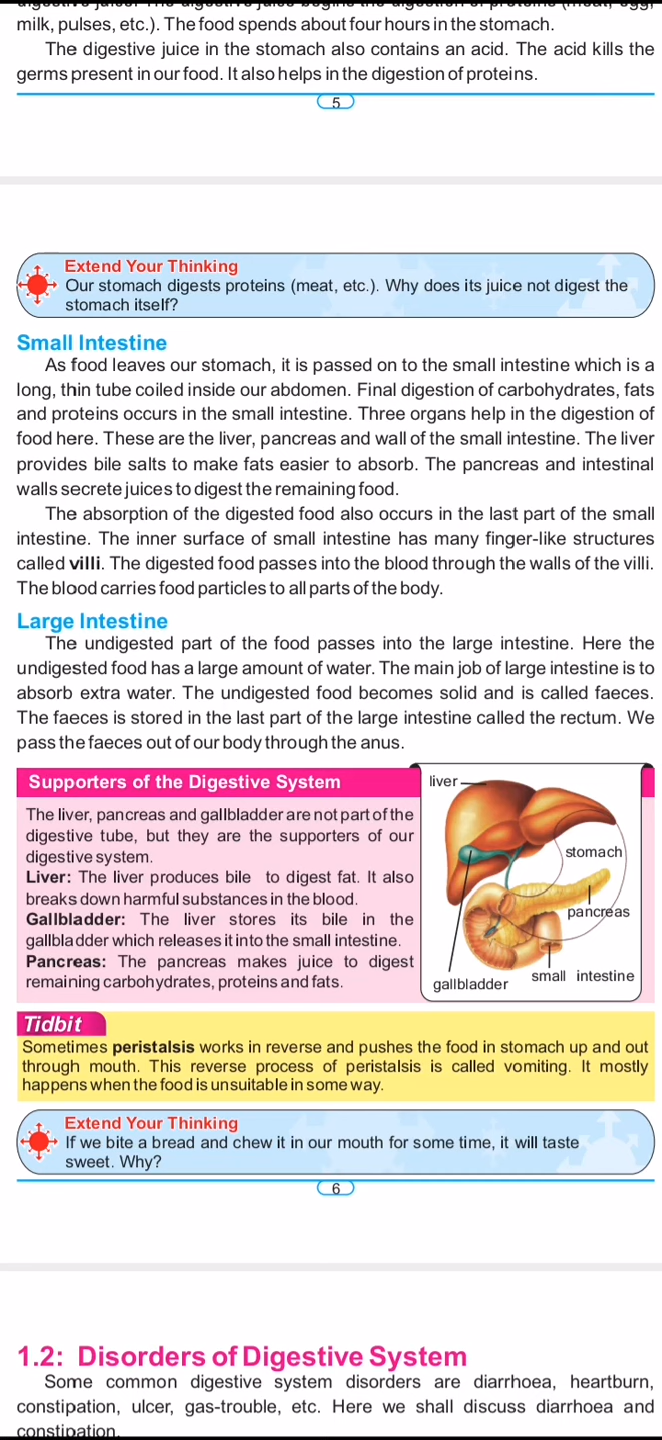 milk, pulses, etc.). The food spends about four hours in the stomach.
The digestive juice in the stomach also contains an acid. The acid kills the
germs present in our food. It also helps in the digestion of proteins.
5
Extend Your Thinking
Our stomach digests proteins (meat, etc.). Why does its juice not digest the
stomach itself?
Small Intestine
As food leaves our stomach, it is passed on to the small intestine which is a
long, thin tube coiled inside our abdomen. Final digestion of carbohydrates, fats
and proteins occurs in the small intestine. Three organs help in the digestion of
food here. These are the liver, pancreas and wall of the small intestine. The liver
provides bile salts to make fats easier to absorb. The pancreas and intestinal
walls secrete juices to digest the remaining food.
The absorption of the digested food also occurs in the last part of the small
intestine. The inner surface of small intestine has many finger-like structures
called villi. The digested food passes into the blood through the walls of the villi.
The blood carries food particles to all parts of the body.
Large Intestine
The undigested part of the food passes into the large intestine. Here the
undigested food has a large amount of water. The main job of large intestine is to
absorb extra water. The undigested food becomes solid and is called faeces.
The faeces is stored in the last part of the large intestine called the rectum. We
pass the faeces out of our body through the anus.
Supporters of the Digestive System
The liver, pancreas and gallbladder are not part of the
digestive tube, but they are the supporters of our
digestive system.
Liver: The liver produces bile to digest fat. It also
breaks down harmful substances in the blood.
Gallbladder: The liver stores its bile in the
gallbladder which releases it into the small intestine.
Pancreas: The pancreas makes juice to digest
remaining carbohydrates, proteins and fats.
liver
stomach
pancreas
small intestine
gallbladder
Tidbit
Sometimes peristalsis works in reverse and pushes the food in stomach up and out
through mouth. This reverse process of peristalsis is called vomiting. It mostly
happens when the food is unsuitable in some way.
Extend Your Thinking
If we bite a bread and chew it in our mouth for some time, it will taste
sweet. Why?
6
1.2: Disorders of Digestive System
Some common digestive system disorders are diarrhoea, heartburn,
constipation, ulcer, gas-trouble, etc. Here we shall discuss diarrhoea and
constipation.